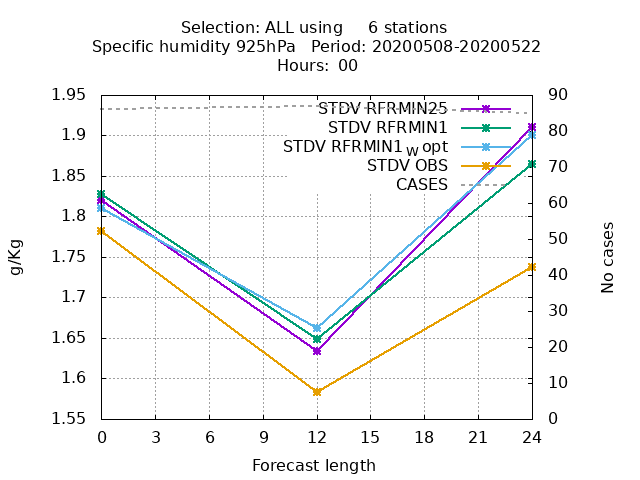 Selection: ALL using 6 stations
Specific humidity 925hPa Period: 20200508-20200522
Hours: 00
1.95
1.9
1.85
1.8
1.75
1.7
1.65
1.6
1.55
g/Kg
STDV RFRMIN25
STDV RFRMIN1
STDV RFRMIN1 w opt
STDV OBS
CASES
90
80
70
60
50
40
30
20
10
0
No cases
0 3 6 9 12 15 18 21 24
Forecast length